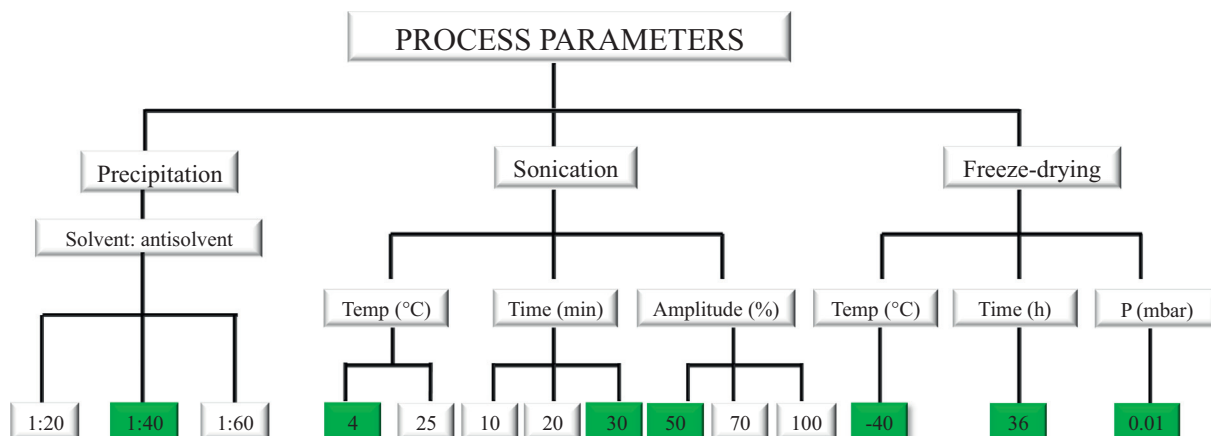 PROCESS PARAMETERS
Precipitation
Sonication
Freeze-drying
Solvent: antisolvent
Temp (°C)
Time (min)
Amplitude (%)
Temp (°C)
Time (h)
P (mbar)
1:20
1:40
1:60
4
25
10
20
30
50
70
100
-40
36
0.01